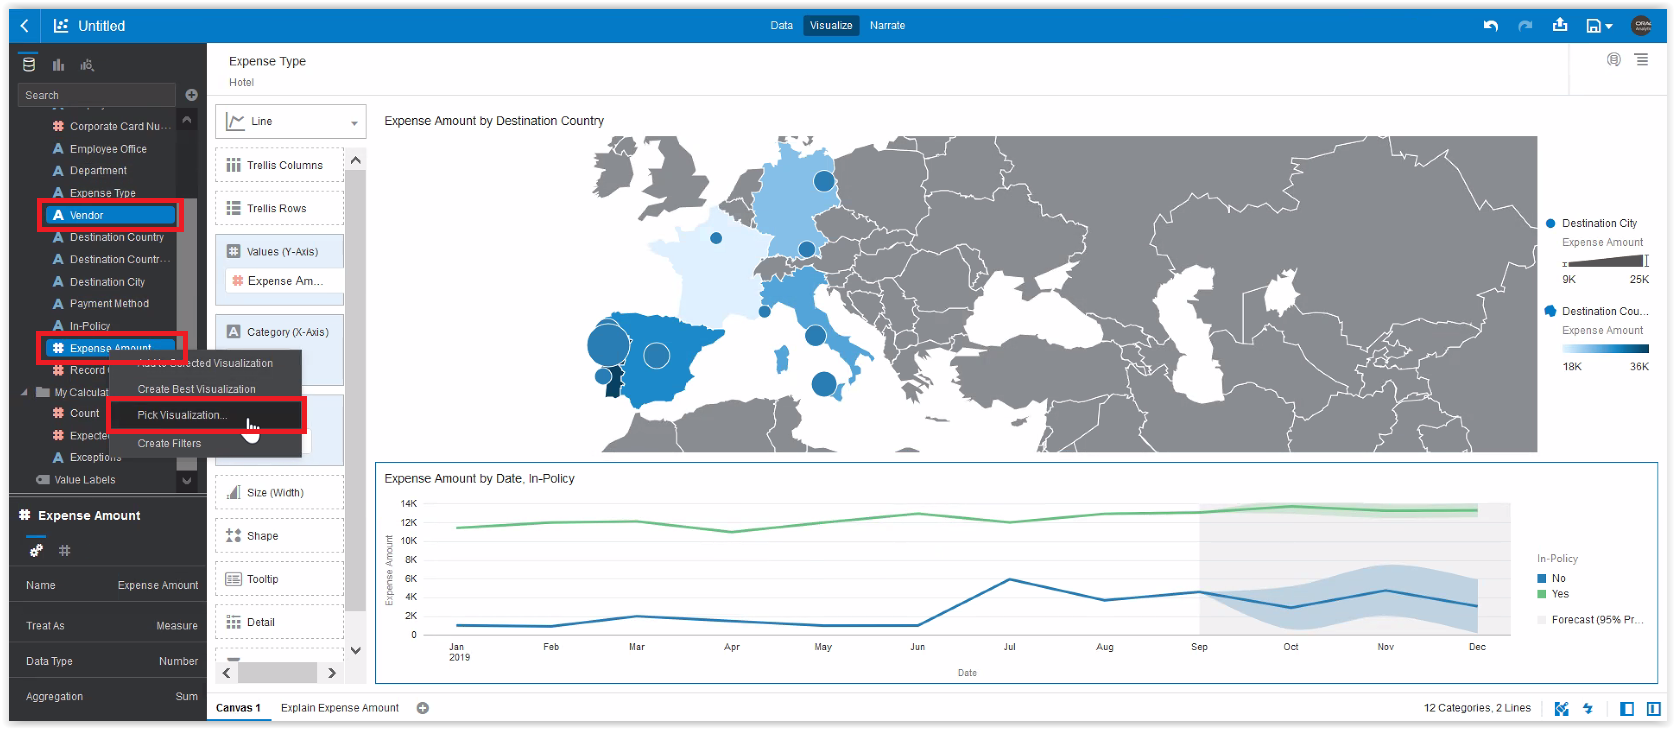 Untitled
Data Visualize Narrate
Search
Corporate Card Nu...
Employee Office
Department
Expense Type
Vendor
Destination Country
Destination Countr...
Destination City
Payment Method
In-Policy
Expense Amount
Record
My Calculat
Count
Expected
Exceptions
Value Labels
Add to Selected Visualization
Create Best Visualization
Pick Visualization...
Create Filters
Expense Amount
Name Expense Amount
Treat As Measure
Data Type Number
Aggregation Sum
Expense Type
Hotel
Line
Trellis Columns
Trellis Rows
Values (Y-Axis)
Expense Am...
Category (X-Axis)
Size (Width)
Shape
Tooltip
Detail
Expense Amount by Destination Country
Destination City
Expense Amount
9K 25K
Destination Cou...
Expense Amount
18K 36K
Expense Amount by Date, In-Policy
Expense Amount
14K
12K
10K
8K
6K
4K
2K
0
Jan Feb Mar Apr May Jun Jul Aug Sep Oct Nov Dec
2019
Date
In-Policy
No
Yes
Forecast (95% Pr...
Canvas 1 Explain Expense Amount
12 Categories, 2 Lines